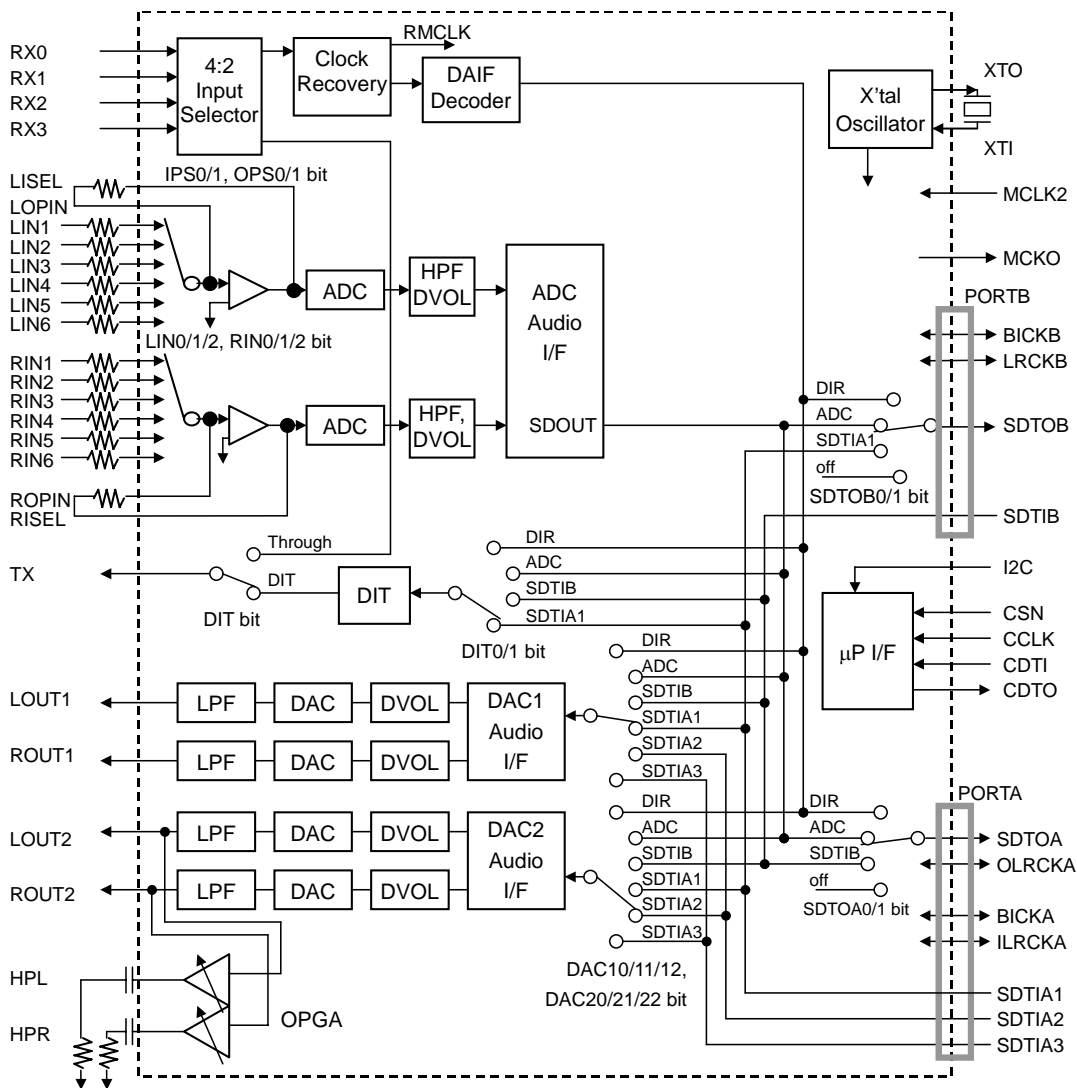 RX0
RX1
RX2
RX3
4:2
Input
Selector
IPS0/1, OPS0/1 bit
Clock
Recovery
RMCLK
DAIF
Decoder
X'tal
Oscillator
XTO
XTI
MCLK2
MCKO
LISEL
LOPIN
LIN1
LIN2
LIN3
LIN4
LIN5
LIN6
LIN0/1/2, RIN0/1/2 bit
ADC
HPF
DVOL
ADC
Audio
I/F
SDOUT
RIN1
RIN2
RIN3
RIN4
RIN5
RIN6
ROPIN
RISEL
ADC
HPF,
DVOL
PORTB
BICKB
LRCKB
DIR
ADC
SDTIA1
off
SDTOB0/1 bit
SDTOB
SDTIB
TX
Through
DIT
DIT bit
DIT
DIR
ADC
SDTIB
SDTIA1
DIT0/1 bit
I2C
CSN
CCLK
CDTI
CDTO
μP I/F
LOUT1
ROUT1
LPF
DAC
DVOL
LPF
DAC
DVOL
DAC1
Audio
I/F
DIR
ADC
SDTIB
SDTIA1
SDTIA2
SDTIA3
LOUT2
ROUT2
LPF
DAC
DVOL
LPF
DAC
DVOL
DAC2
Audio
I/F
DIR
ADC
SDTIB
SDTIA1
SDTIA2
SDTIA3
DAC10/11/12,
DAC20/21/22 bit
DIR
ADC
SDTIB
off
SDTOA0/1 bit
PORTA
SDTOA
OLRCKA
BICKA
ILRCKA
SDTIA1
SDTIA2
SDTIA3
HPL
HPR
OPGA